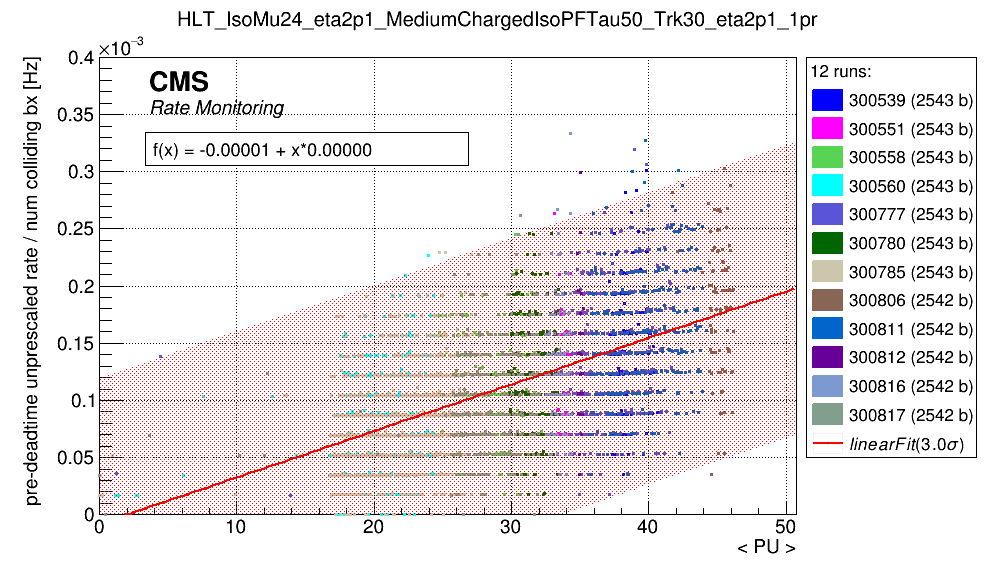 HLT_IsoMu24_eta2p1_MediumChargedIsoPFTau50_Trk30_eta2p1_1pr
×10⁻³
pre-deadtime unprescaled rate / num colliding bx [Hz]
0.4
0.35
0.3
0.25
0.2
0.15
0.1
0.05
0
CMS
Rate Monitoring
f(x) = -0.00001 + x*0.00000
0 10 20 30 40 50
< PU >
12 runs:
300539 (2543 b)
300551 (2543 b)
300558 (2543 b)
300560 (2543 b)
300777 (2543 b)
300780 (2543 b)
300785 (2543 b)
300806 (2542 b)
300811 (2542 b)
300812 (2542 b)
300816 (2542 b)
300817 (2542 b)
linearFit(3.0σ)